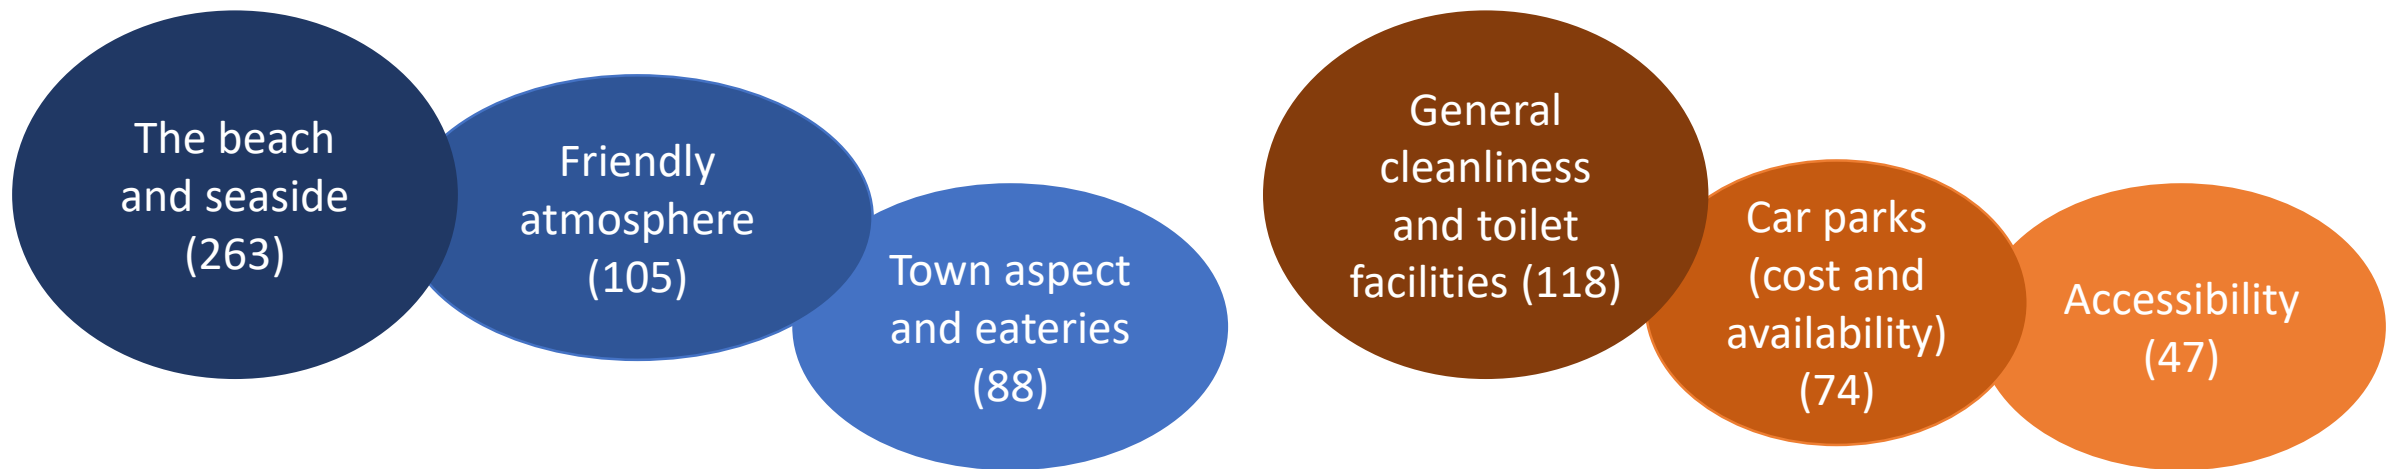 The beach
and seaside
(263)
Friendly
atmosphere
(105)
Town aspect
and eateries
(88)
General
cleanliness
and toilet
facilities (118)
Car parks
(cost and
availability)
(74)
Accessibility
(47)